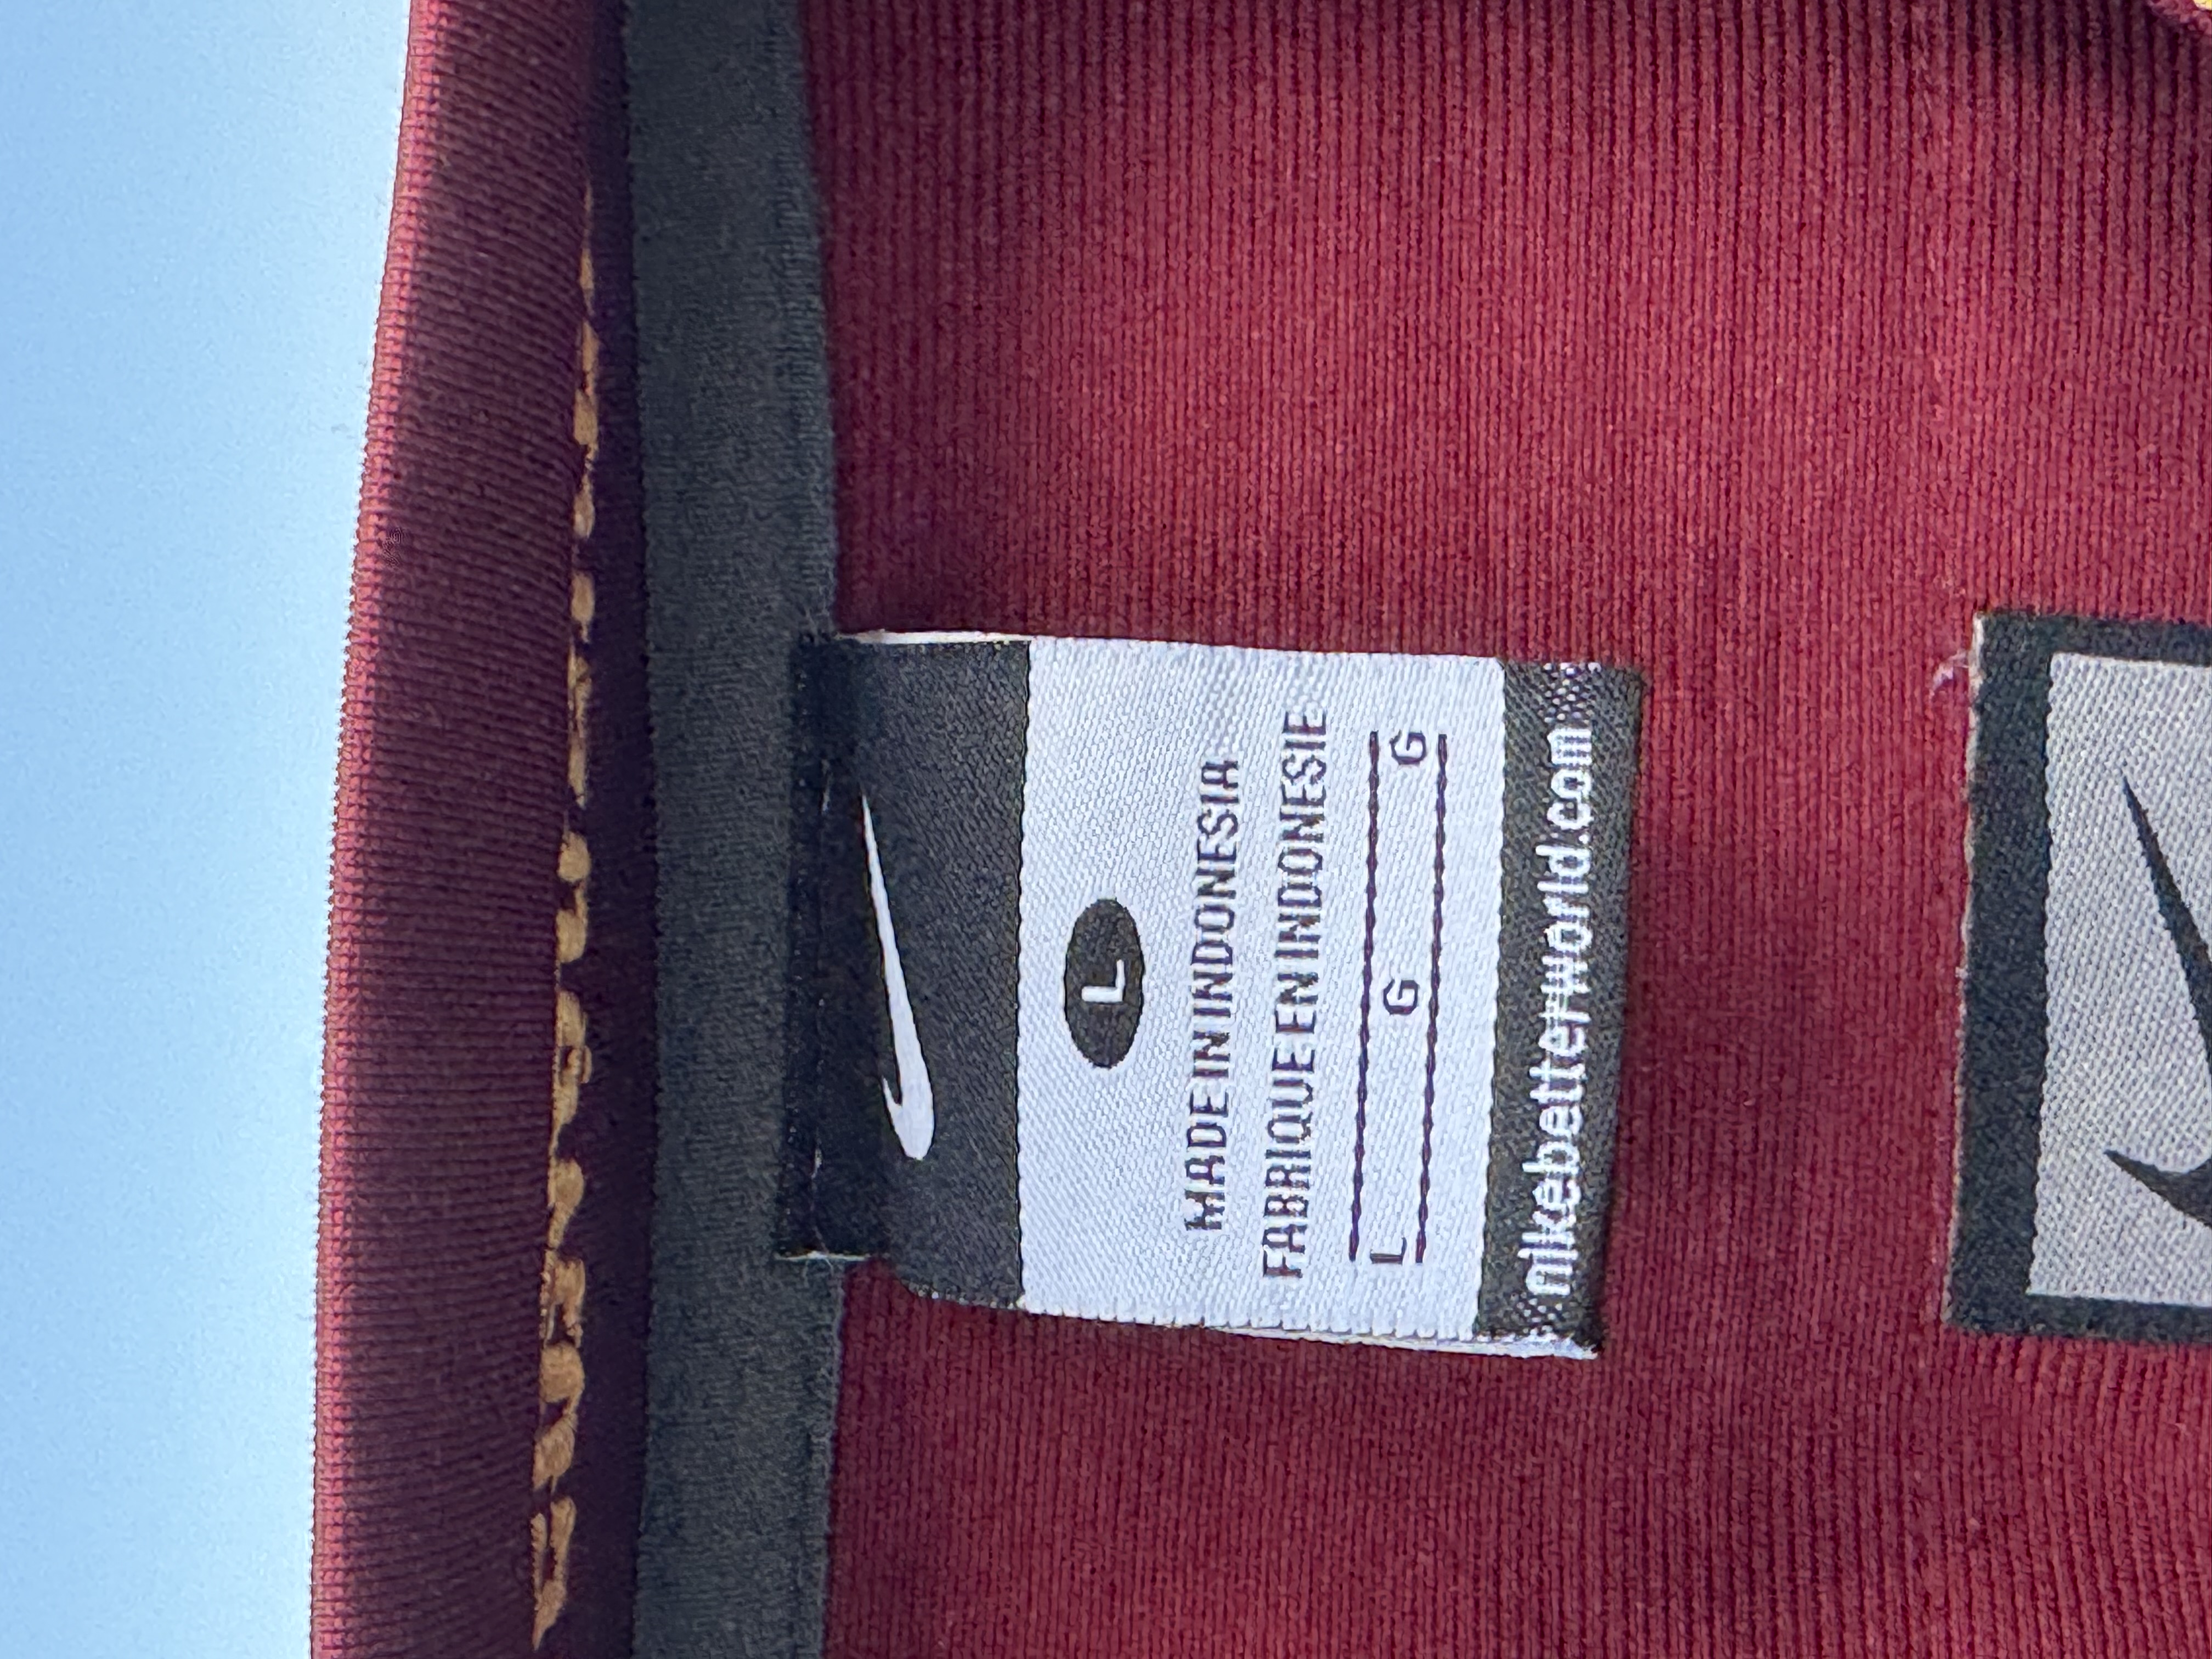 L
MADE IN INDONESIA
FABRIQUE EN INDONESIE
L G G
nikebetterworld.com